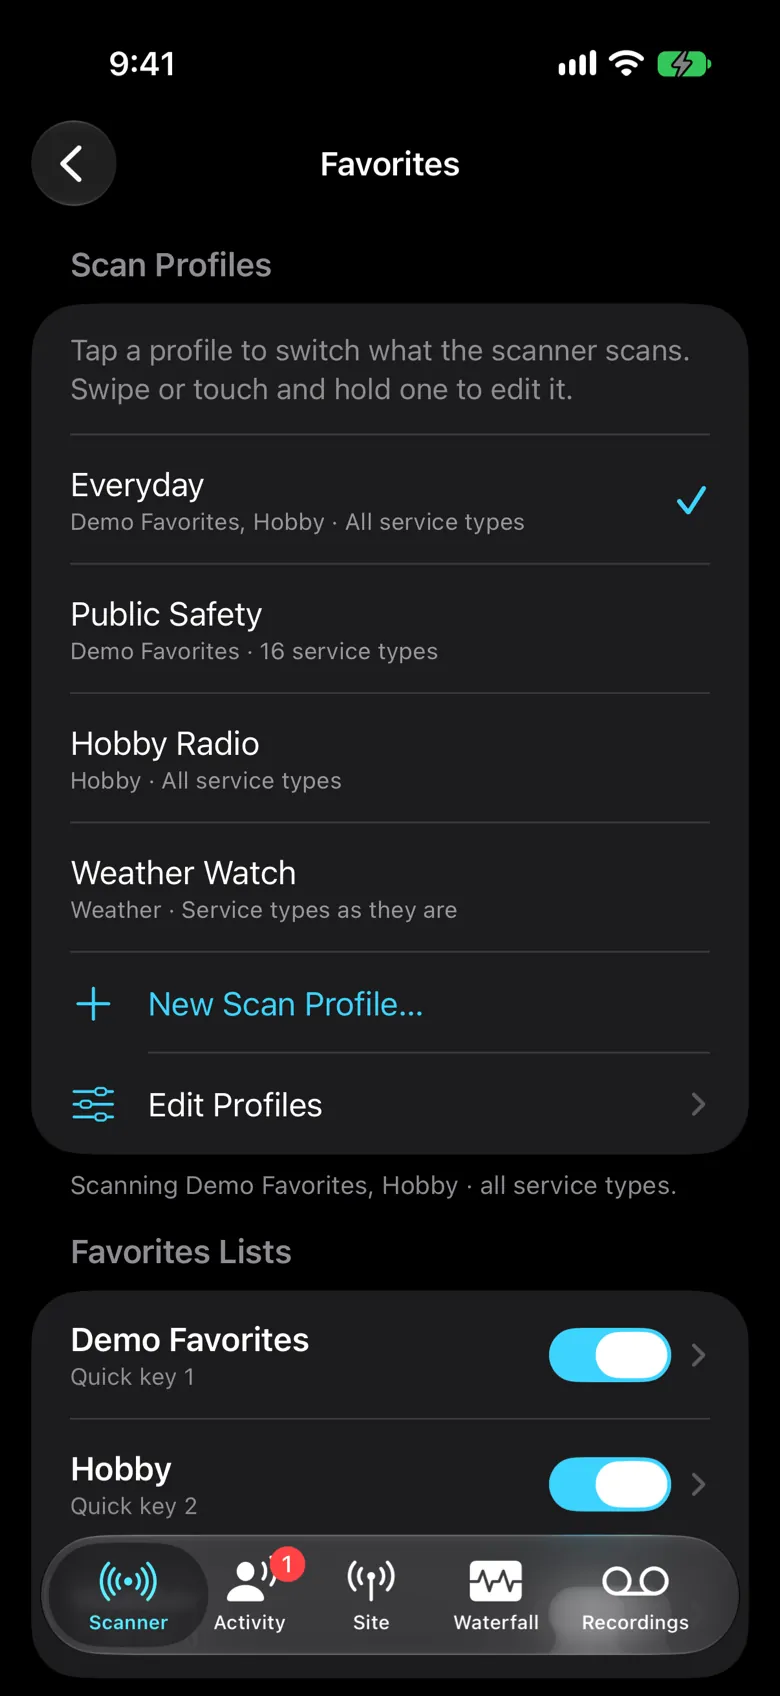 9:41
Favorites
Scan Profiles
Tap a profile to switch what the scanner scans.
Swipe or touch and hold one to edit it.
Everyday
Demo Favorites, Hobby · All service types
Public Safety
Demo Favorites · 16 service types
Hobby Radio
Hobby · All service types
Weather Watch
Weather · Service types as they are
New Scan Profile...
Edit Profiles
Scanning Demo Favorites, Hobby · all service types.
Favorites Lists
Demo Favorites
Quick key 1
Hobby
Quick key 2
1
Scanner
Activity
Site
Waterfall
Recordings